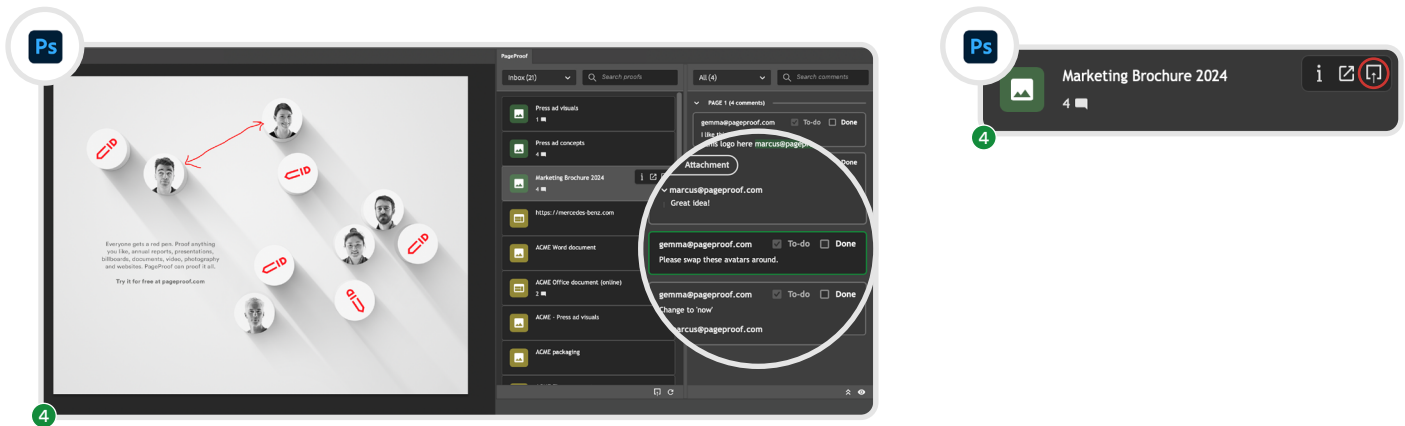 Ps
PageProof
Inbox (21)
Search proofs
All (4)
Search comments
Press ad visuals
1
Press ad concepts
4
Marketing Brochure 2024
4
https://mercedes-benz.com
ACME Word document
ACME Office document (online)
2
ACME - Press ad visuals
ACME packaging
PAGE 1 (4 comments)
gemma@pageproof.com To-do Done
I like
logo here marcus@pagepr
Done
Attachment
marcus@pageproof.com
Great idea!
gemma@pageproof.com To-do Done
Please swap these avatars around.
gemma@pageproof.com To-do Done
Change to 'now'
marcus@pageproof.com
Everyone gets a red pen. Proof anything
you like, annual reports, presentations,
billboards, documents, video, photography
and websites. PageProof can proof it all.
Try it for free at pageproof.com
4
Ps
Marketing Brochure 2024
4
4